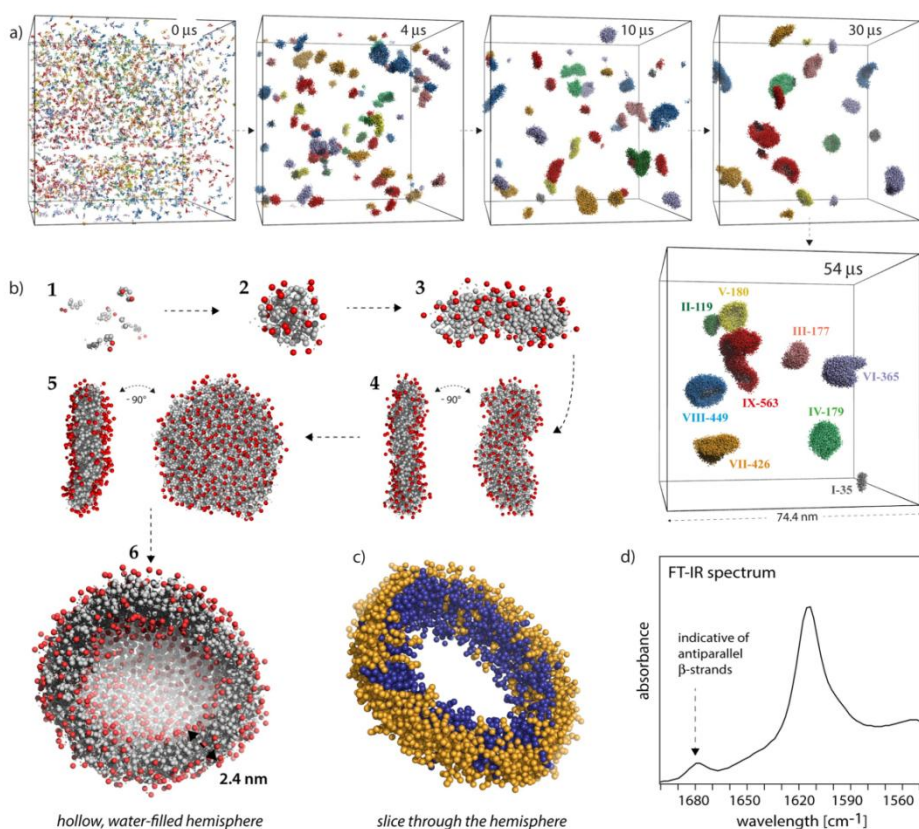 a)
0 µs
4 µs
10 µs
30 µs
54 µs
V-180
II-119
III-177
VI-365
IX-563
VIII-449
IV-179
VII-426
I-35
74.4 nm
b)
1
2
3
5
~ 90°
4
~ 90°
6
2.4 nm
hollow, water-filled hemisphere
c)
slice through the hemisphere
d)
FT-IR spectrum
indicative of
antiparallel
β-strands
absorbance
1680 1650 1620 1590 1560
wavelength [cm⁻¹]